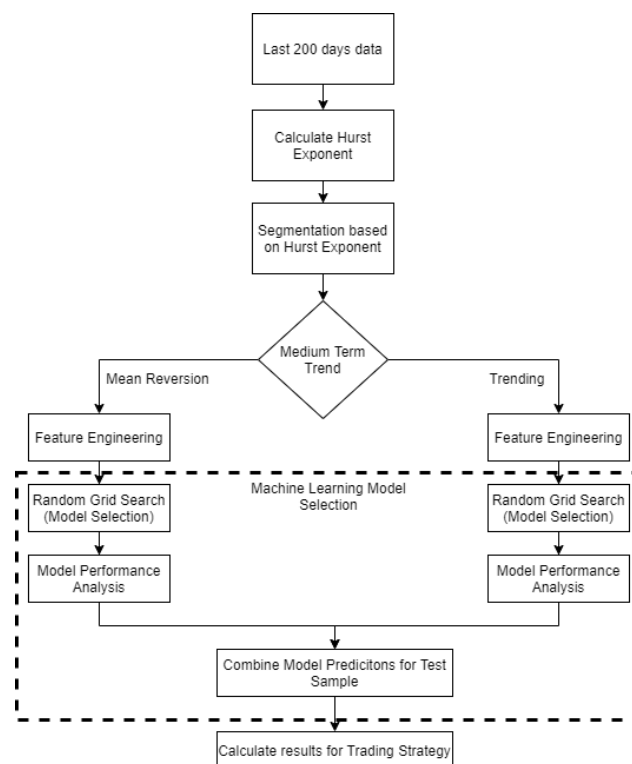 Last 200 days data
Calculate Hurst
Exponent
Segmentation based
on Hurst Exponent
Medium Term
Trend
Mean Reversion
Trending
Feature Engineering
Feature Engineering
Machine Learning Model
Selection
Random Grid Search
(Model Selection)
Random Grid Search
(Model Selection)
Model Performance
Analysis
Model Performance
Analysis
Combine Model Predicitons for Test
Sample
Calculate results for Trading Strategy